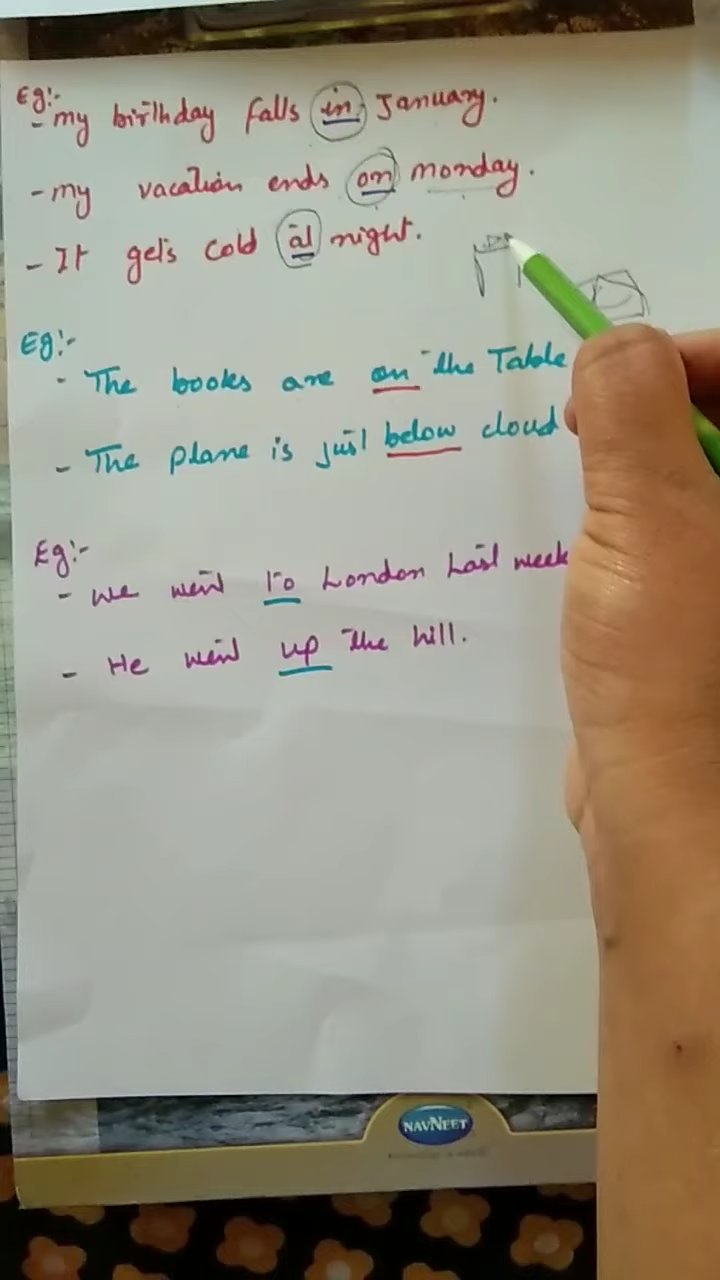 Eg:-
- my birthday falls in January.
- my vacation ends on monday.
- It gets cold at night.
Eg:-
- The books are on the Table
- The plane is just below cloud
Eg:-
- we went to London Last week
- He went up the hill.
NAVNEET